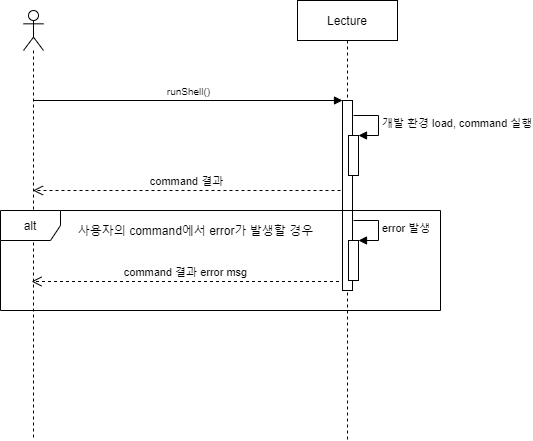 Lecture
runShell()
개발 환경 load, command 실행
command 결과
alt
사용자의 command에서 error가 발생할 경우
error 발생
command 결과 error msg